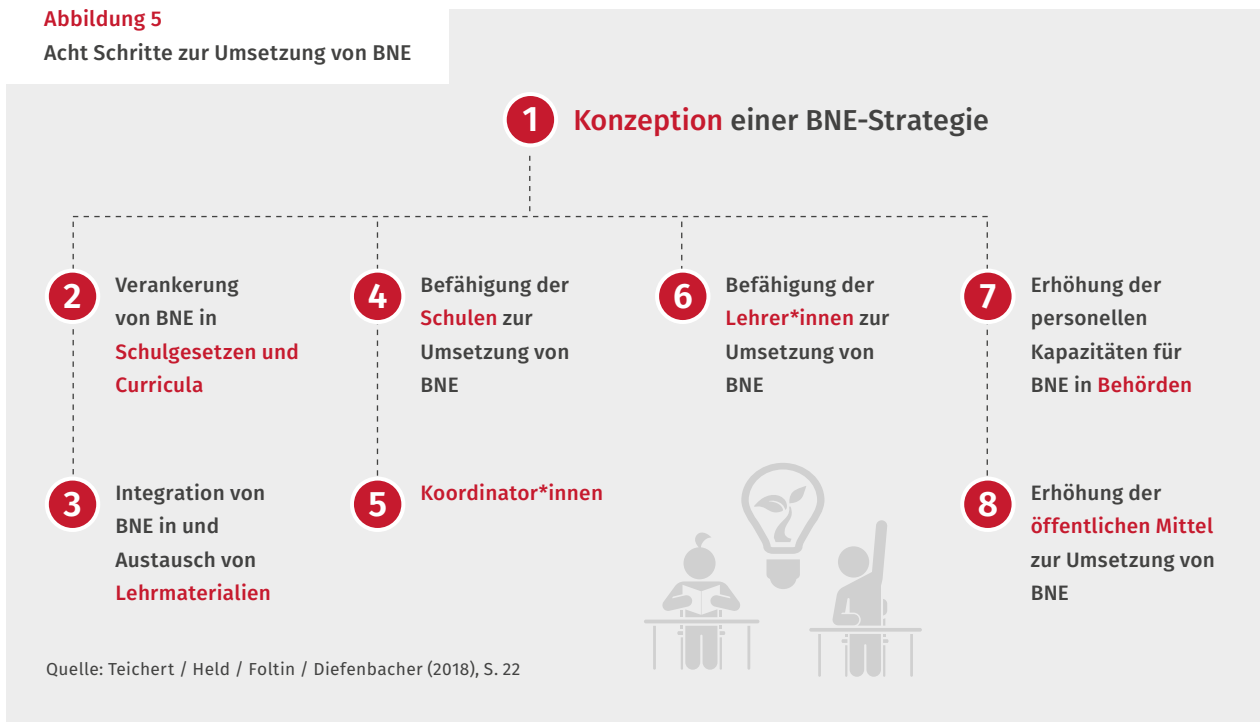 Abbildung 5
Acht Schritte zur Umsetzung von BNE
1 Konzeption einer BNE-Strategie
2
Verankerung
von BNE in
Schulgesetzen und
Curricula
3
Integration von
BNE in und
Austausch von
Lehrmaterialien
4
Befähigung der
Schulen zur
Umsetzung von
BNE
5
Koordinator*innen
6
Befähigung der
Lehrer*innen zur
Umsetzung von
BNE
7
Erhöhung der
personellen
Kapazitäten für
BNE in Behörden
8
Erhöhung der
öffentlichen Mittel
zur Umsetzung von
BNE
Quelle: Teichert / Held / Foltin / Diefenbacher (2018), S. 22